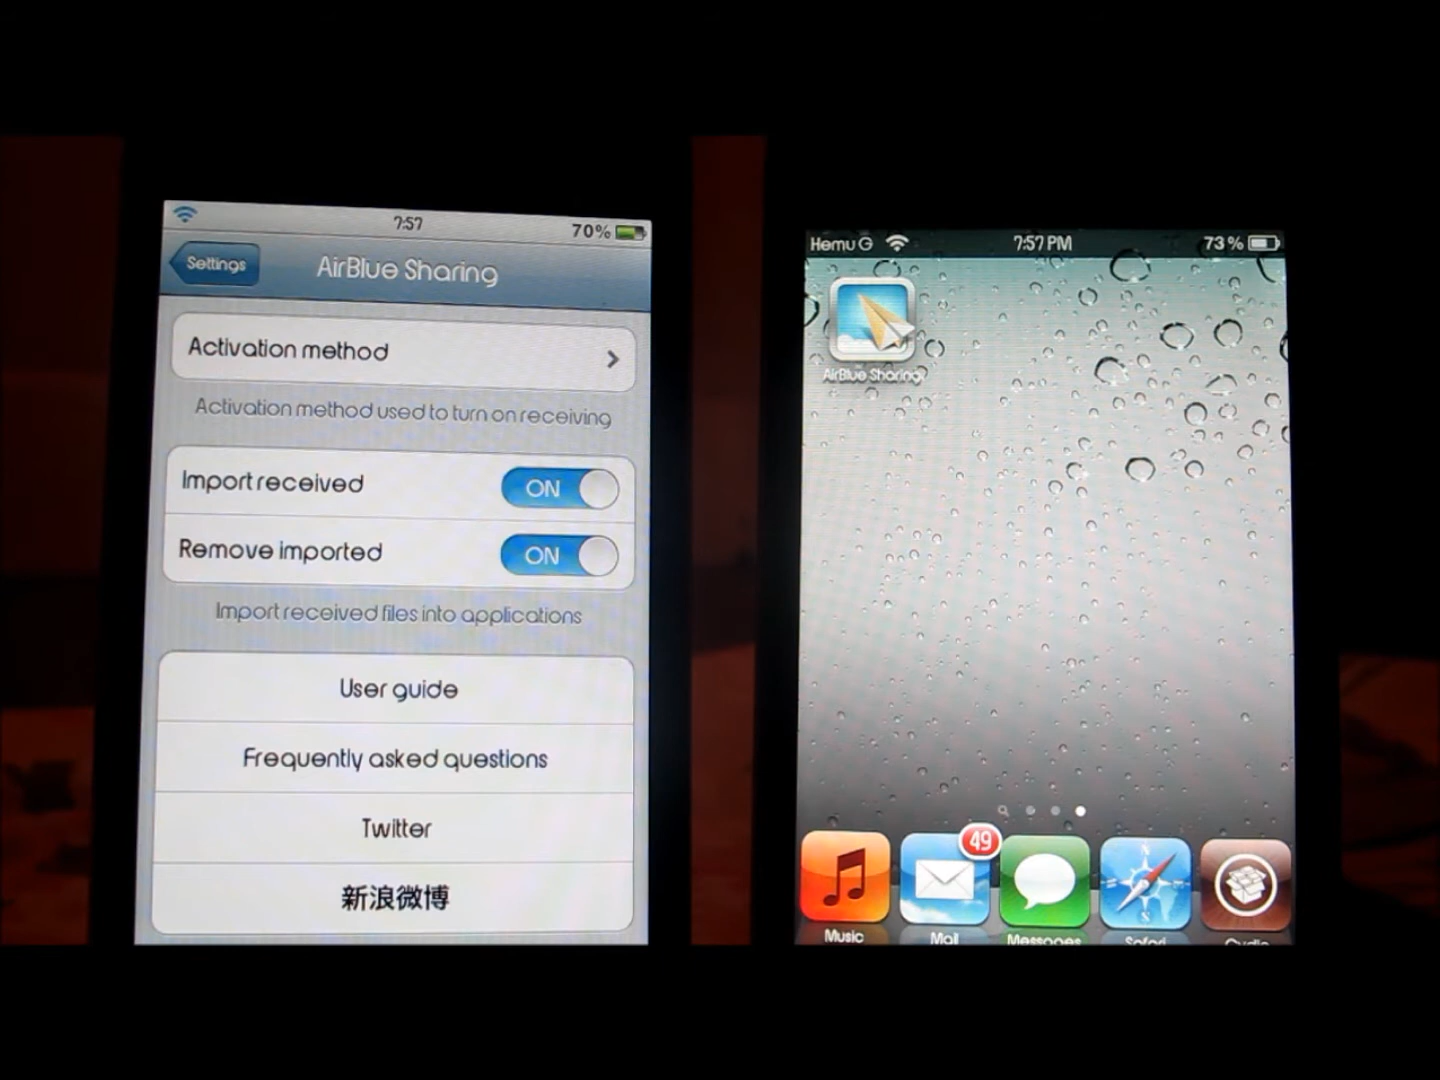 7:57
70%
Settings
AirBlue Sharing
Activation method
Activation method used to turn on receiving
Import received
ON
Remove imported
ON
Import received files into applications
User guide
Frequently asked questions
Twitter
新浪微博
Hemu G
7:57 PM
73%
AirBlue Sharing
49
Music
Mail
Messages
Safari
Cydia